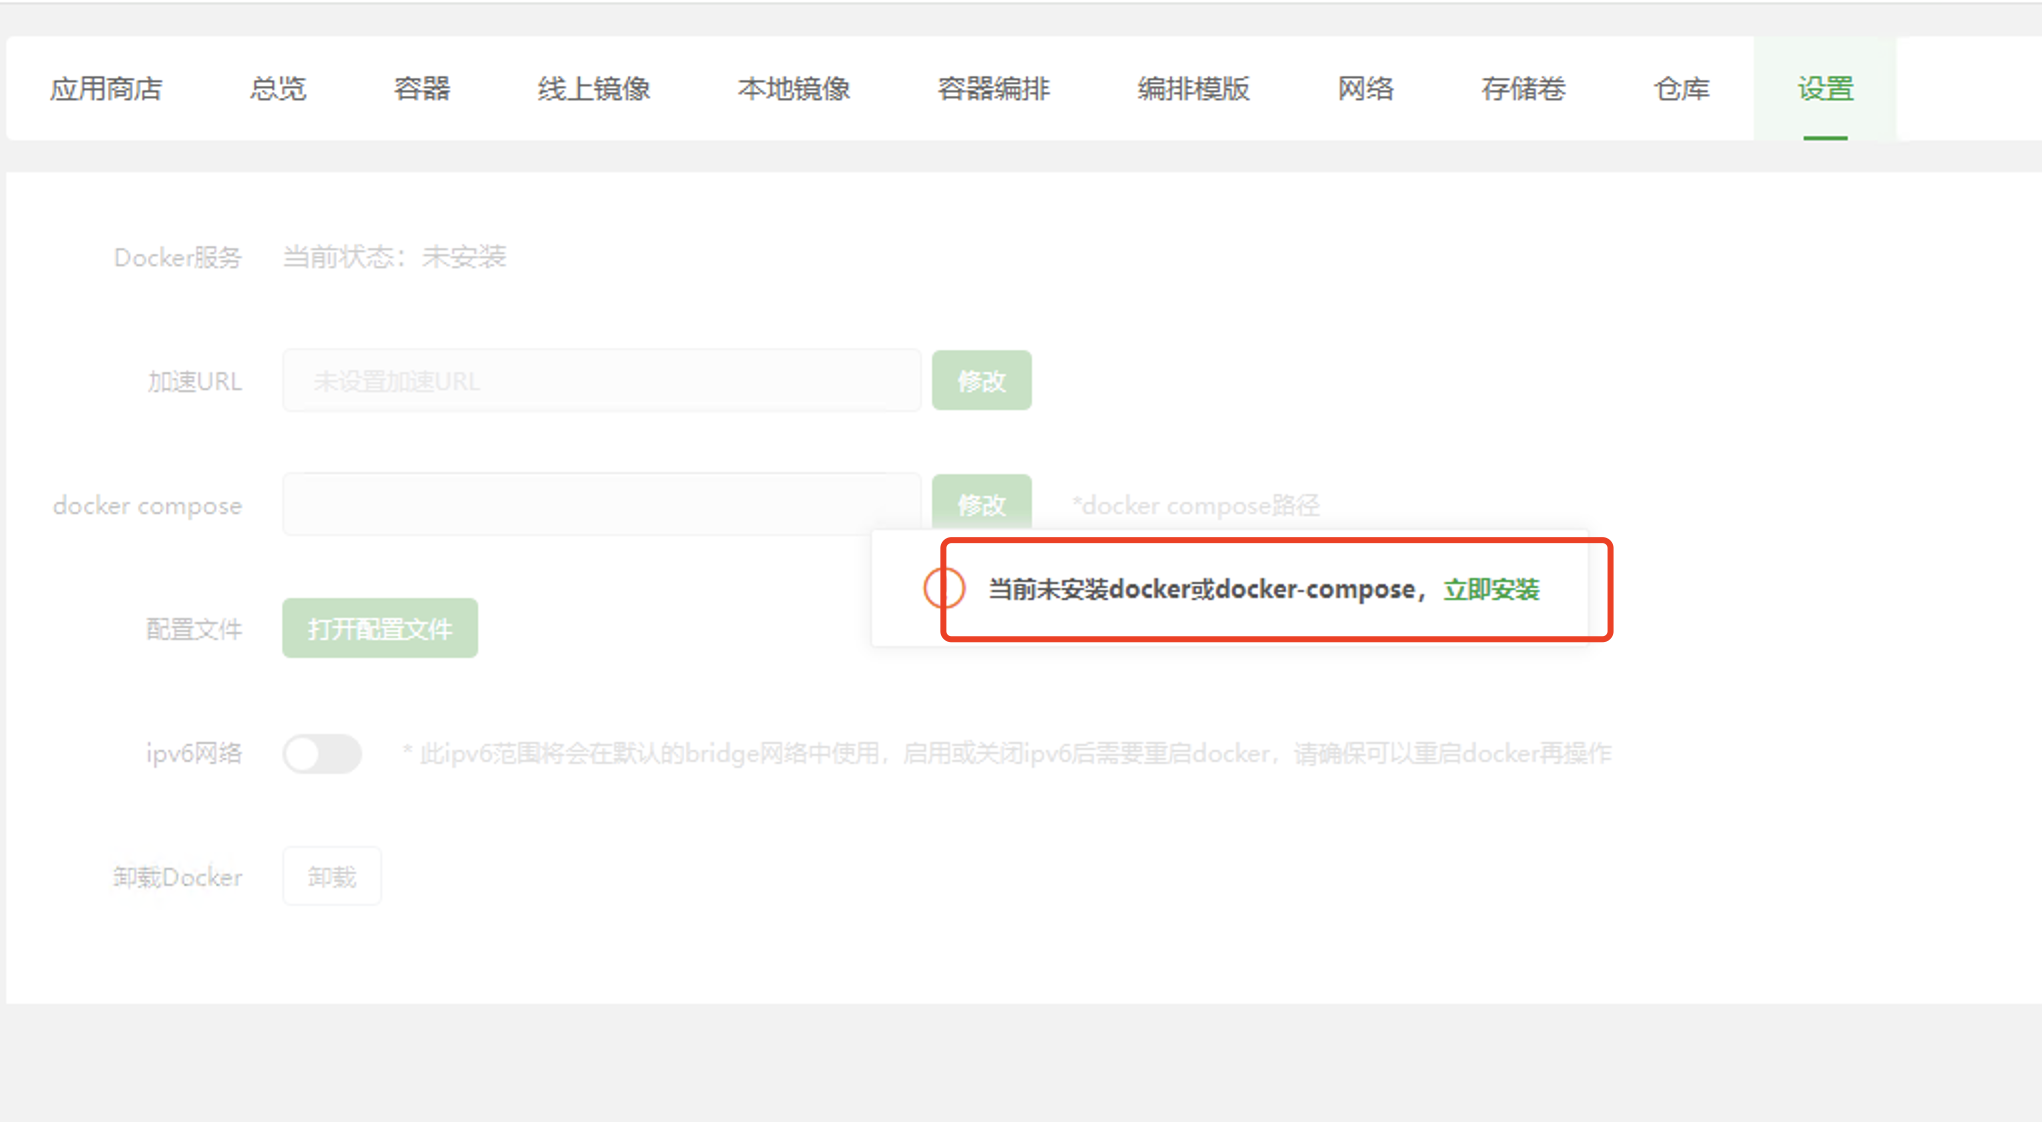 应用商店 总览 容器 线上镜像 本地镜像 容器编排 编排模版 网络 存储卷 仓库 设置
Docker服务 当前状态：未安装
加速URL 未设置加速URL 修改
docker compose 修改 *docker compose路径
当前未安装docker或docker-compose，立即安装
配置文件 打开配置文件
ipv6网络 * 此ipv6范围将会在默认的bridge网络中使用，启用或关闭ipv6后需要重启docker，请确保可以重启docker再操作
卸载Docker 卸载